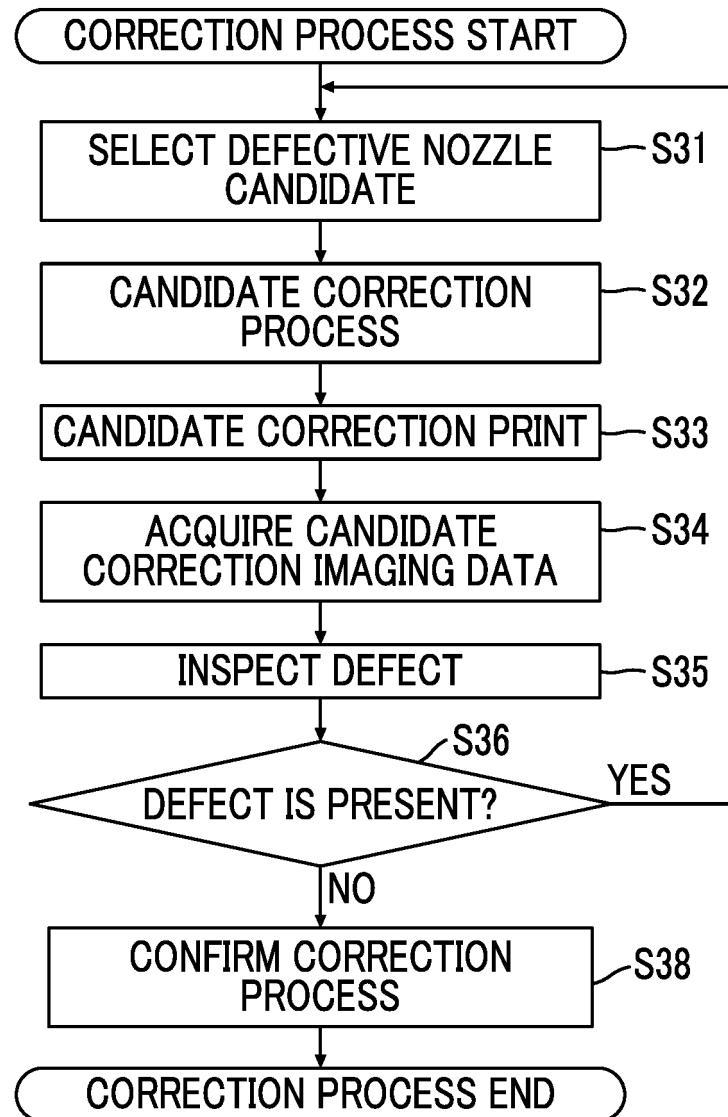 CORRECTION PROCESS START
SELECT DEFECTIVE NOZZLE
CANDIDATE
S31
CANDIDATE CORRECTION
PROCESS
S32
CANDIDATE CORRECTION PRINT
S33
ACQUIRE CANDIDATE
CORRECTION IMAGING DATA
S34
INSPECT DEFECT
S35
S36
DEFECT IS PRESENT?
YES
NO
CONFIRM CORRECTION
PROCESS
S38
CORRECTION PROCESS END